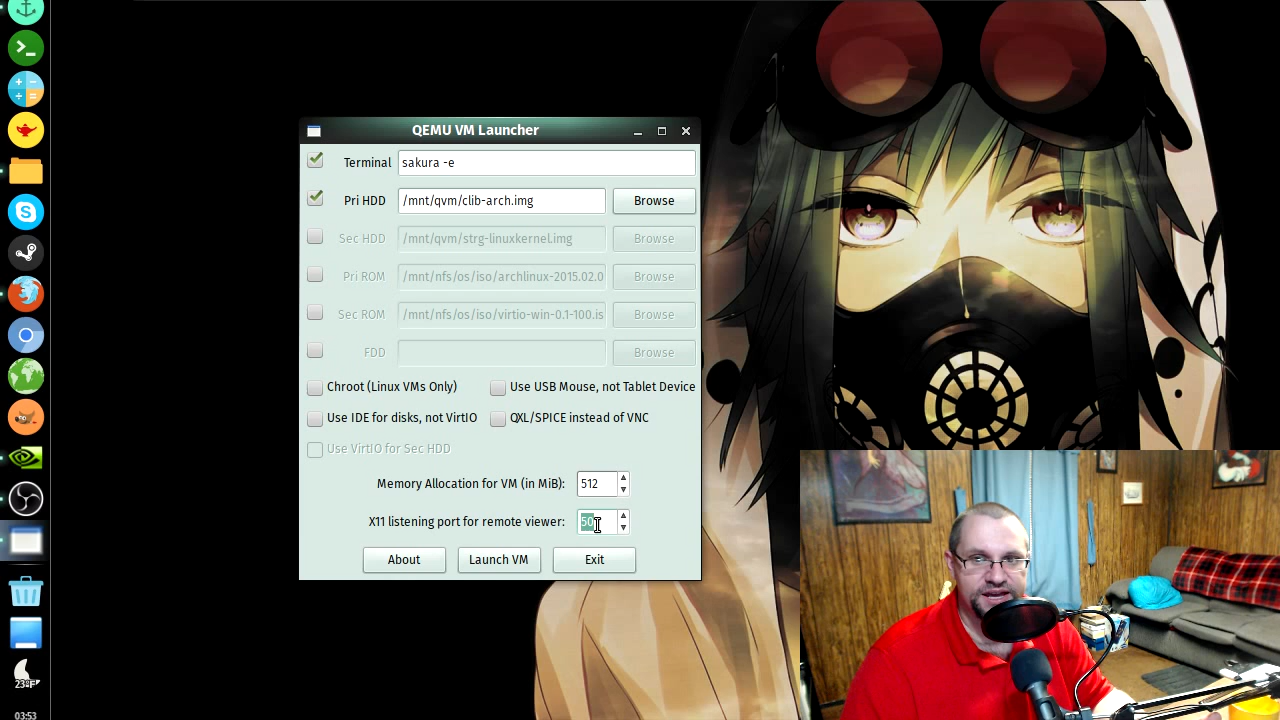 QEMU VM Launcher
Terminal sakura -e
Pri HDD /mnt/qvm/clib-arch.img Browse
Sec HDD /mnt/qvm/strg-linuxkernel.img Browse
Pri ROM /mnt/nfs/os/iso/archlinux-2015.02.0 Browse
Sec ROM /mnt/nfs/os/iso/virtio-win-0.1-100.is Browse
FDD Browse
Chroot (Linux VMs Only) Use USB Mouse, not Tablet Device
Use IDE for disks, not VirtIO QXL/SPICE instead of VNC
Use VirtIO for Sec HDD
Memory Allocation for VM (in MiB): 512
X11 listening port for remote viewer: 50
About Launch VM Exit
23°F
03:53